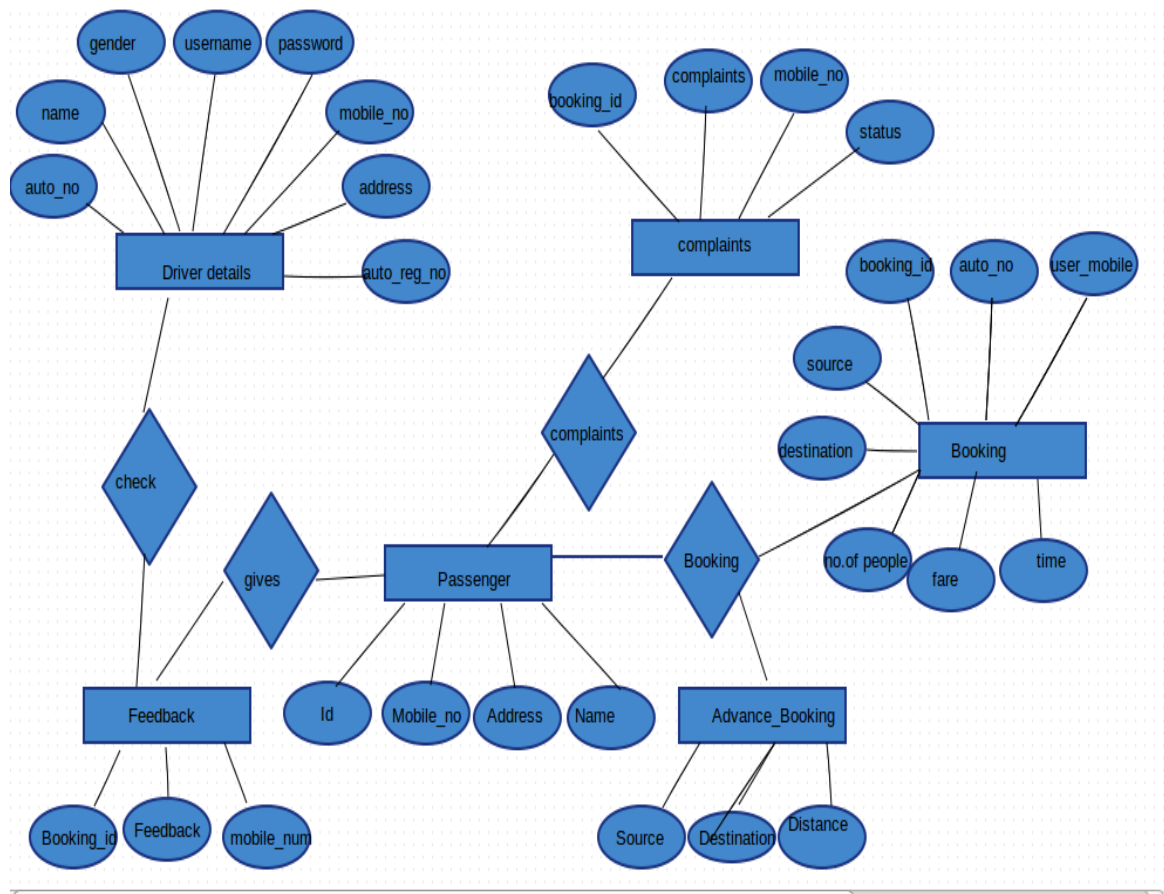 gender
username
password
name
mobile_no
auto_no
address
Driver details
auto_reg_no
booking_id
complaints
mobile_no
status
complaints
booking_id
auto_no
user_mobile
source
destination
Booking
no.of people
fare
time
complaints
check
gives
Passenger
Booking
Id
Mobile_no
Address
Name
Feedback
Advance_Booking
Booking_id
Feedback
mobile_num
Source
Destination
Distance